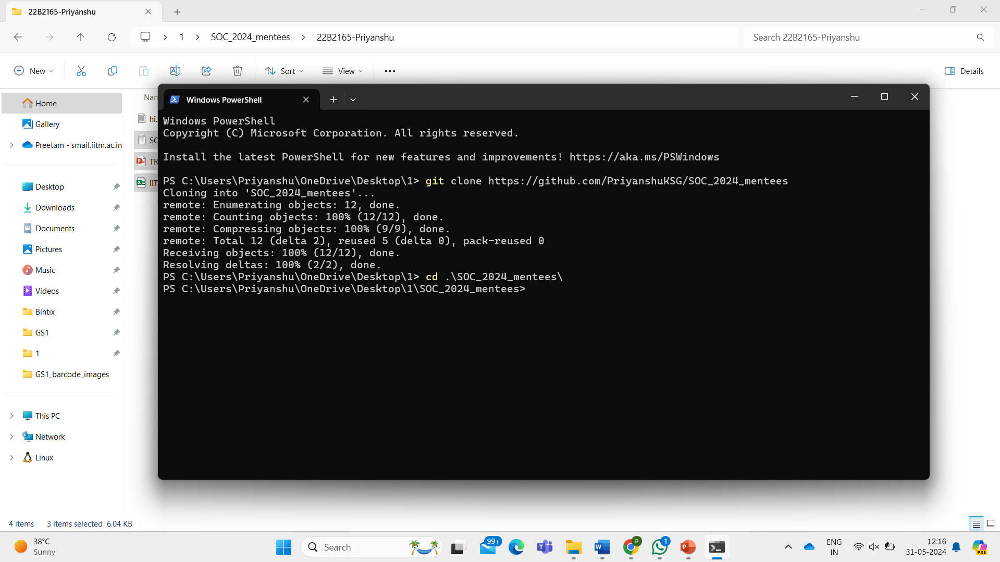 22B2165-Priyanshu
1
SOC_2024_mentees
22B2165-Priyanshu
Search 22B2165-Priyanshu
New
Sort
View
Details
Home
Gallery
Preetam - smail.iitm.ac.in
Desktop
Downloads
Documents
Pictures
Music
Videos
Bintix
GS1
1
GS1_barcode_images
This PC
Network
Linux
Windows PowerShell
Windows PowerShell
Copyright (C) Microsoft Corporation. All rights reserved.
Install the latest PowerShell for new features and improvements! https://aka.ms/PSWindows
PS C:\Users\Priyanshu\OneDrive\Desktop\1> git clone https://github.com/PriyanshuKSG/SOC_2024_mentees
Cloning into 'SOC_2024_mentees'...
remote: Enumerating objects: 12, done.
remote: Counting objects: 100% (12/12), done.
remote: Compressing objects: 100% (9/9), done.
remote: Total 12 (delta 2), reused 5 (delta 0), pack-reused 0
Receiving objects: 100% (12/12), done.
Resolving deltas: 100% (2/2), done.
PS C:\Users\Priyanshu\OneDrive\Desktop\1> cd .\SOC_2024_mentees\
PS C:\Users\Priyanshu\OneDrive\Desktop\1\SOC_2024_mentees>
4 items 3 items selected 6.04 KB
38°C
Sunny
Search
99+
1
ENG
IN
12:16
31-05-2024
PRE